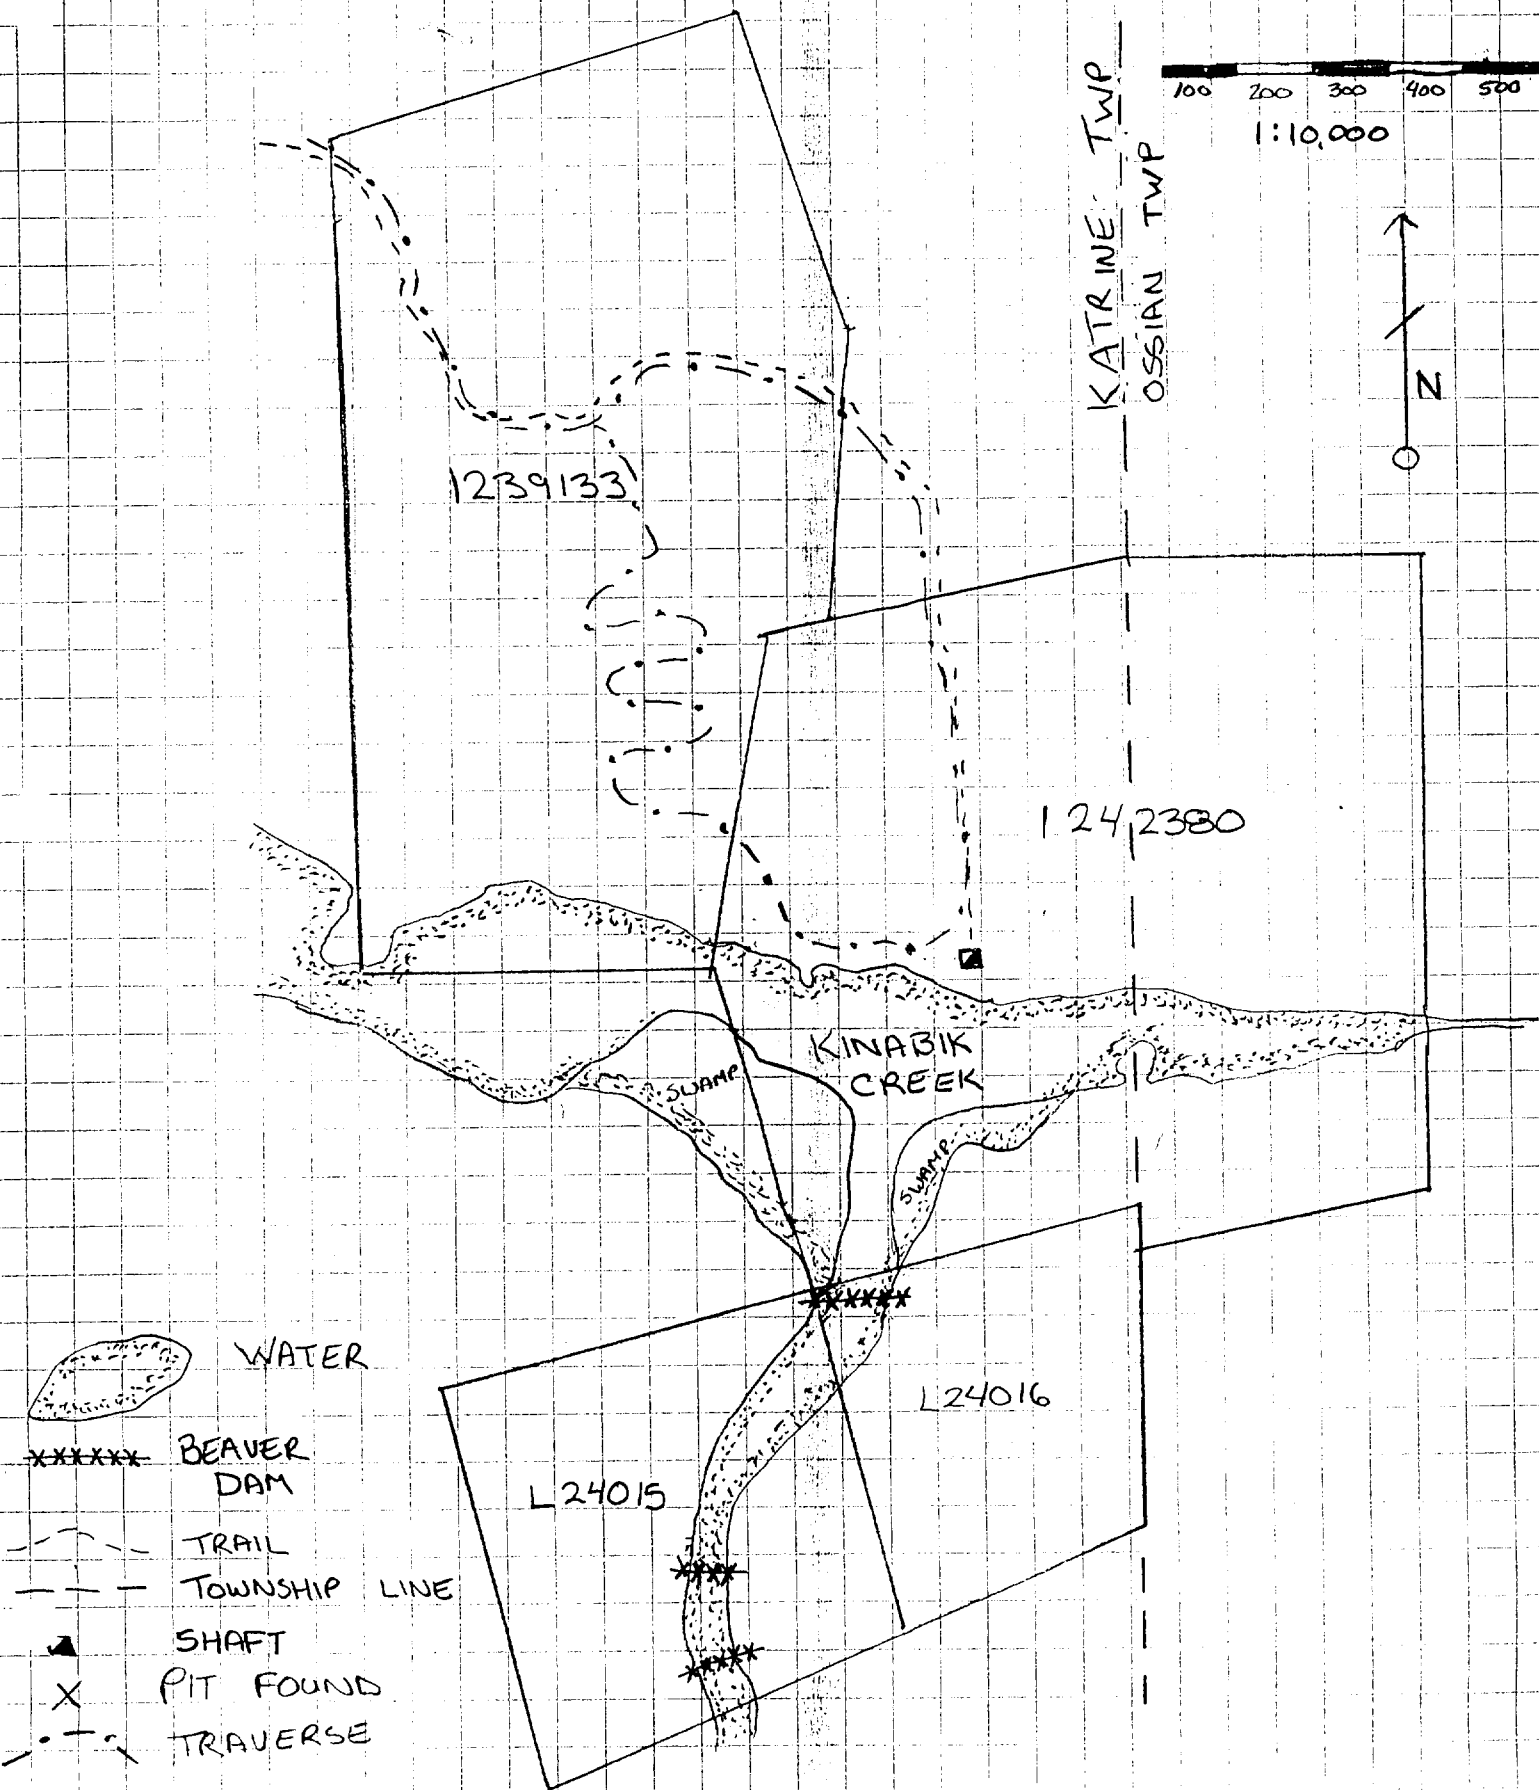 KATRINE TWP
OSSIAN TWP
100 200 300 400 500
1:10,000
N
1239133
1242380
KINABIK
CREEK
SWAMP
SWAMP
L24016
L24015
WATER
xxxxxx BEAVER
DAM
TRAIL
TOWNSHIP LINE
SHAFT
X PIT FOUND
TRAVERSE